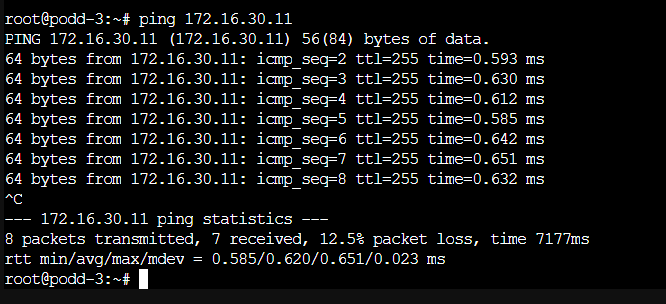 root@podd-3:~# ping 172.16.30.11
PING 172.16.30.11 (172.16.30.11) 56(84) bytes of data.
64 bytes from 172.16.30.11: icmp_seq=2 ttl=255 time=0.593 ms
64 bytes from 172.16.30.11: icmp_seq=3 ttl=255 time=0.630 ms
64 bytes from 172.16.30.11: icmp_seq=4 ttl=255 time=0.612 ms
64 bytes from 172.16.30.11: icmp_seq=5 ttl=255 time=0.585 ms
64 bytes from 172.16.30.11: icmp_seq=6 ttl=255 time=0.642 ms
64 bytes from 172.16.30.11: icmp_seq=7 ttl=255 time=0.651 ms
64 bytes from 172.16.30.11: icmp_seq=8 ttl=255 time=0.632 ms
^C
--- 172.16.30.11 ping statistics ---
8 packets transmitted, 7 received, 12.5% packet loss, time 7177ms
rtt min/avg/max/mdev = 0.585/0.620/0.651/0.023 ms
root@podd-3:~#